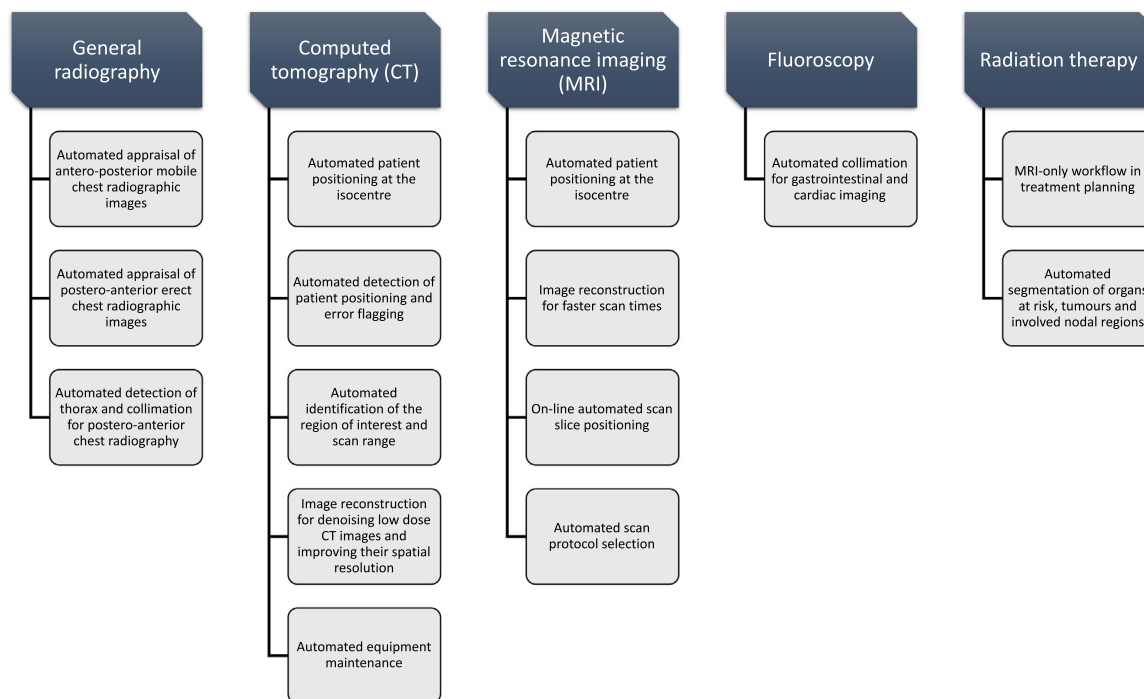 General
radiography
Automated appraisal of
antero-posterior mobile
chest radiographic
images
Automated appraisal of
postero-anterior erect
chest radiographic
images
Automated detection of
thorax and collimation
for postero-anterior
chest radiography
Computed
tomography (CT)
Automated patient
positioning at the
isocentre
Automated detection of
patient positioning and
error flagging
Automated
identification of the
region of interest and
scan range
Image reconstruction
for denoising low dose
CT images and
improving their spatial
resolution
Automated equipment
maintenance
Magnetic
resonance imaging
(MRI)
Automated patient
positioning at the
isocentre
Image reconstruction
for faster scan times
On-line automated scan
slice positioning
Automated scan
protocol selection
Fluoroscopy
Automated collimation
for gastrointestinal and
cardiac imaging
Radiation therapy
MRI-only workflow in
treatment planning
Automated
segmentation of organs
at risk, tumours and
involved nodal regions